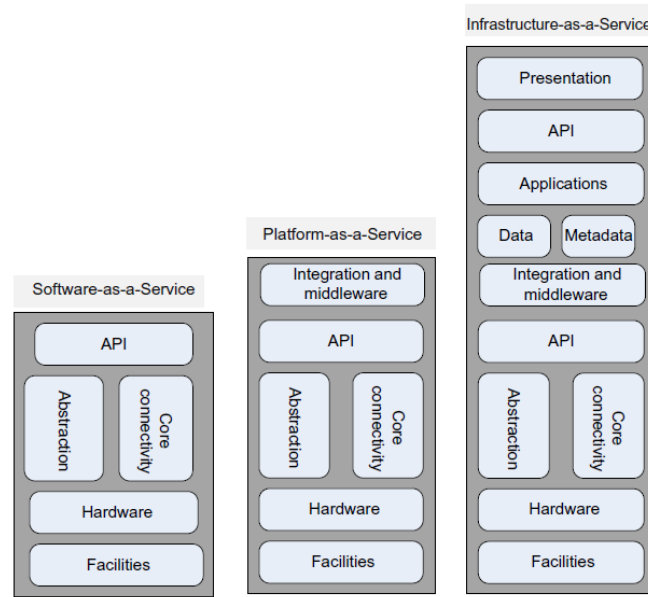 Software-as-a-Service
API
Abstraction
Core
connectivity
Hardware
Facilities
Platform-as-a-Service
Integration and
middleware
API
Abstraction
Core
connectivity
Hardware
Facilities
Infrastructure-as-a-Service
Presentation
API
Applications
Data
Metadata
Integration and
middleware
API
Abstraction
Core
connectivity
Hardware
Facilities